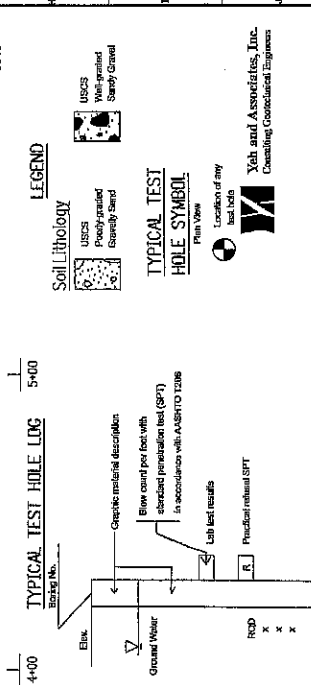 4+00
5+00
TYPICAL TEST HOLE LOG
Boring No.
Elev.
Graphic material description
Blow count per foot with
standard penetration test (SPT)
in accordance with AASHTO T206
Ground Water
Lab test results
R
Practical refusal SPT
RQD
x
x
x
LEGEND
Soil Lithology
USCS
Poorly-graded
Gravelly Sand
USCS
Well-graded
Sandy Gravel
TYPICAL TEST
HOLE SYMBOL
Plan View
Location of any
test hole
Yeh and Associates, Inc.
Consulting Geotechnical Engineers